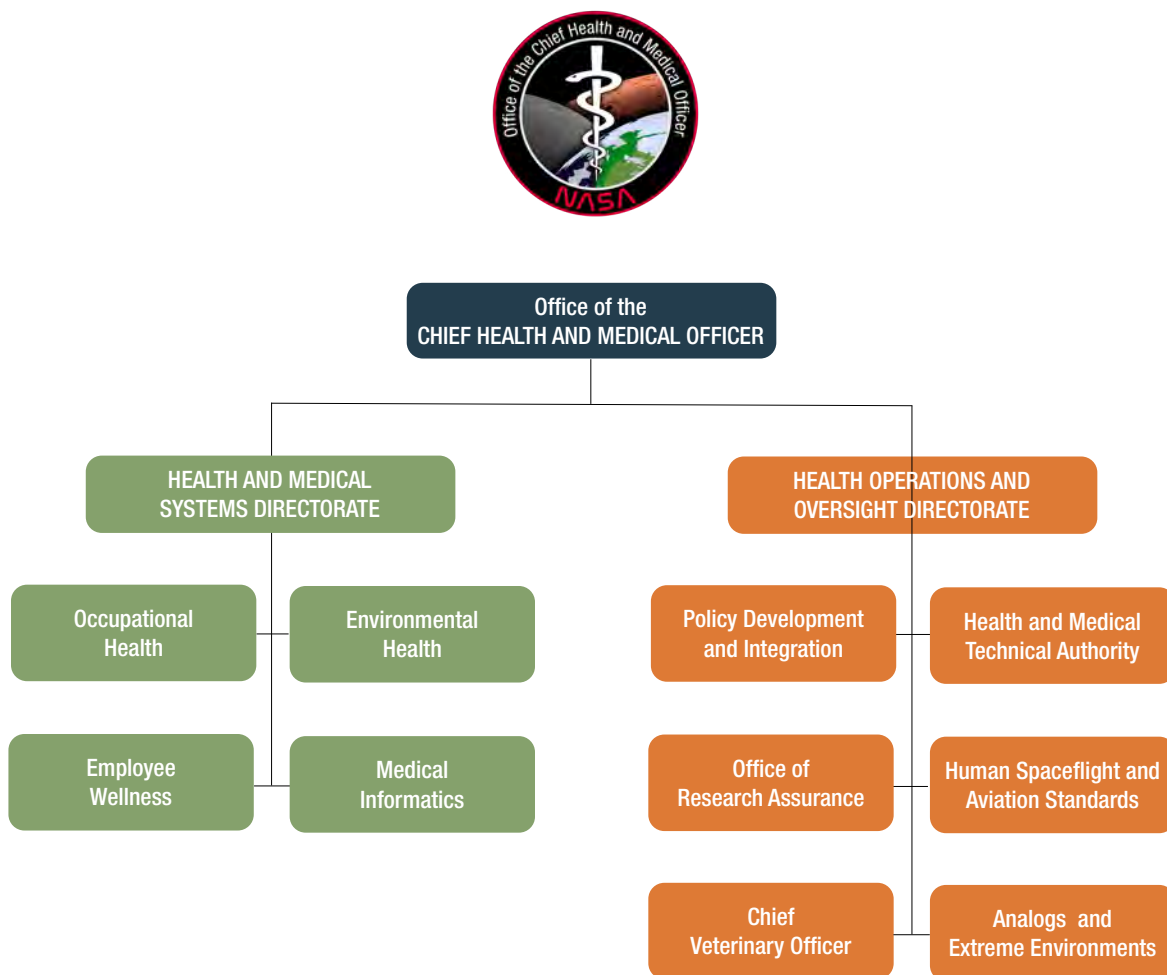 Office of the Chief Health and Medical Officer
NASA
Office of the
CHIEF HEALTH AND MEDICAL OFFICER
HEALTH AND MEDICAL
SYSTEMS DIRECTORATE
HEALTH OPERATIONS AND
OVERSIGHT DIRECTORATE
Occupational
Health
Environmental
Health
Policy Development
and Integration
Health and Medical
Technical Authority
Employee
Wellness
Medical
Informatics
Office of
Research Assurance
Human Spaceflight and
Aviation Standards
Chief
Veterinary Officer
Analogs and
Extreme Environments